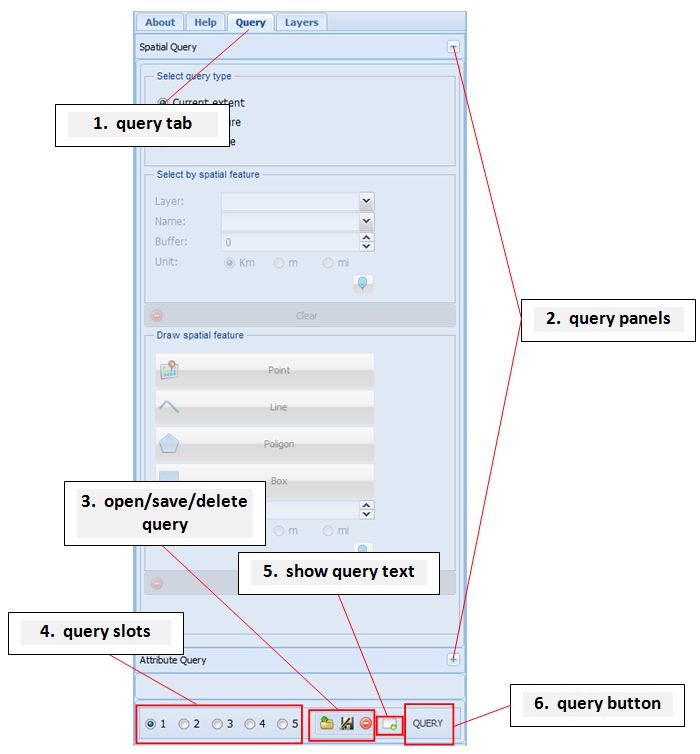 About Help Query Layers
Spatial Query
Select query type
Current extent
1. query tab
Select by spatial feature
Layer:
Name:
Buffer: 0
Unit: Km m mi
Clear
2. query panels
Draw spatial feature
Point
Line
Poligon
Box
3. open/save/delete
query
m mi
5. show query text
4. query slots
Attribute Query
6. query button
1 2 3 4 5 QUERY